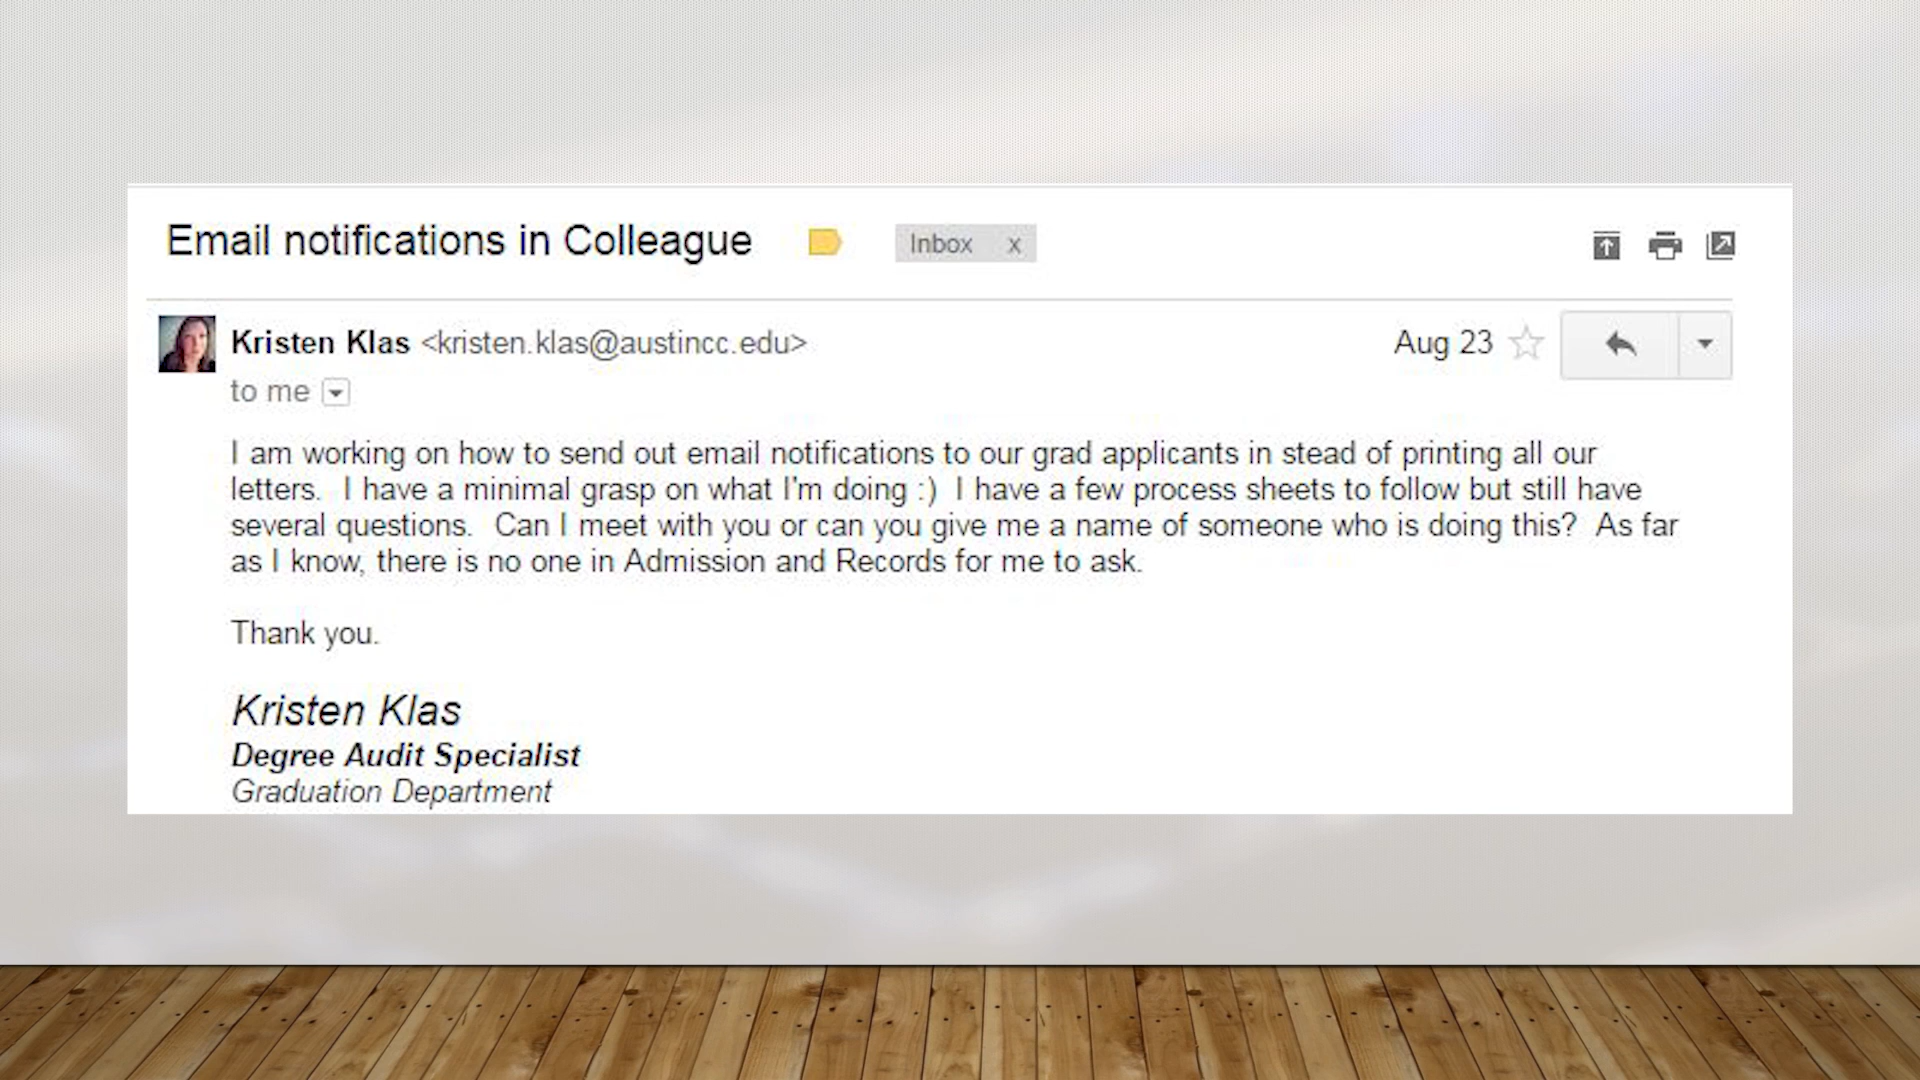 Email notifications in Colleague
Inbox x
Kristen Klas <kristen.klas@austincc.edu>
Aug 23
to me
I am working on how to send out email notifications to our grad applicants in stead of printing all our
letters.  I have a minimal grasp on what I'm doing :)  I have a few process sheets to follow but still have
several questions.  Can I meet with you or can you give me a name of someone who is doing this?  As far
as I know, there is no one in Admission and Records for me to ask.
Thank you.
Kristen Klas
Degree Audit Specialist
Graduation Department